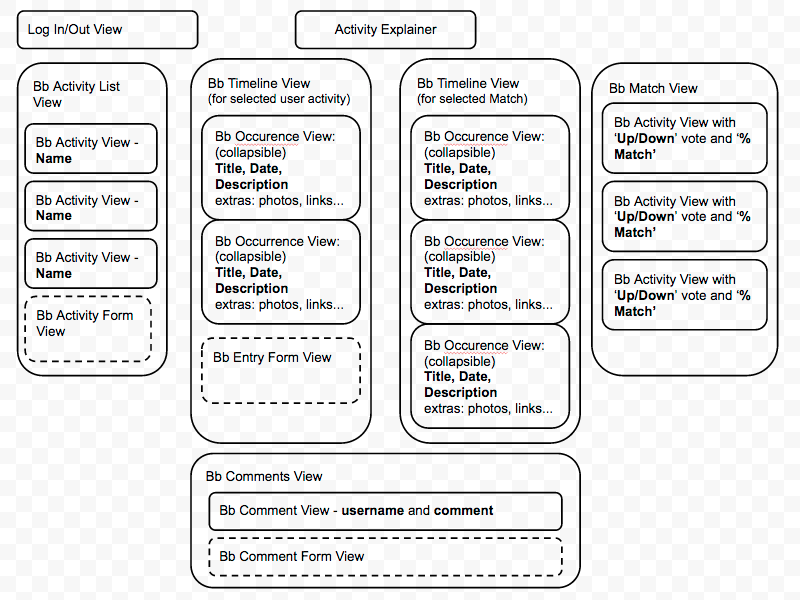 Log In/Out View
Activity Explainer
Bb Activity List
View
Bb Activity View -
Name
Bb Activity View -
Name
Bb Activity View -
Name
Bb Activity Form
View
Bb Timeline View
(for selected user activity)
Bb Occurence View:
(collapsible)
Title, Date,
Description
extras: photos, links...
Bb Occurrence View:
(collapsible)
Title, Date,
Description
extras: photos, links...
Bb Entry Form View
Bb Timeline View
(for selected Match)
Bb Occurence View:
(collapsible)
Title, Date,
Description
extras: photos, links...
Bb Occurence View:
(collapsible)
Title, Date,
Description
extras: photos, links...
Bb Occurence View:
(collapsible)
Title, Date,
Description
extras: photos, links...
Bb Match View
Bb Activity View with
‘Up/Down’ vote and ‘%
Match’
Bb Activity View with
‘Up/Down’ vote and ‘%
Match’
Bb Activity View with
‘Up/Down’ vote and ‘%
Match’
Bb Comments View
Bb Comment View - username and comment
Bb Comment Form View